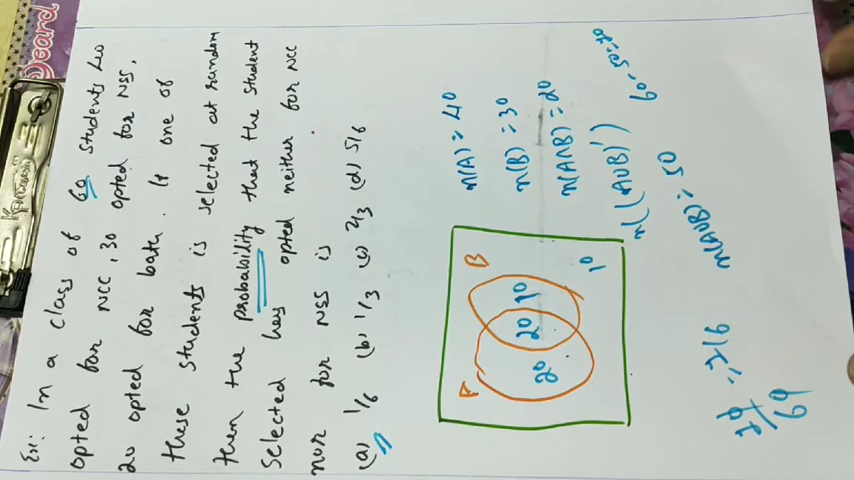 Ex: In a class of 60 students 40
opted for NCC, 30 opted for NSS,
20 opted for both. If one of
these students is selected at random
then the probability that the student
selected has opted neither for NCC
nor for NSS is
(a) 1/6 (b) 1/3 (c) 2/3 (d) 5/6
n(A) = 40
n(B) = 30
n(A∩B) = 20
n((AUB)')
60-50=10
n(AUB) = 50
A
B
20
20
10
10
10/60 = 1/6